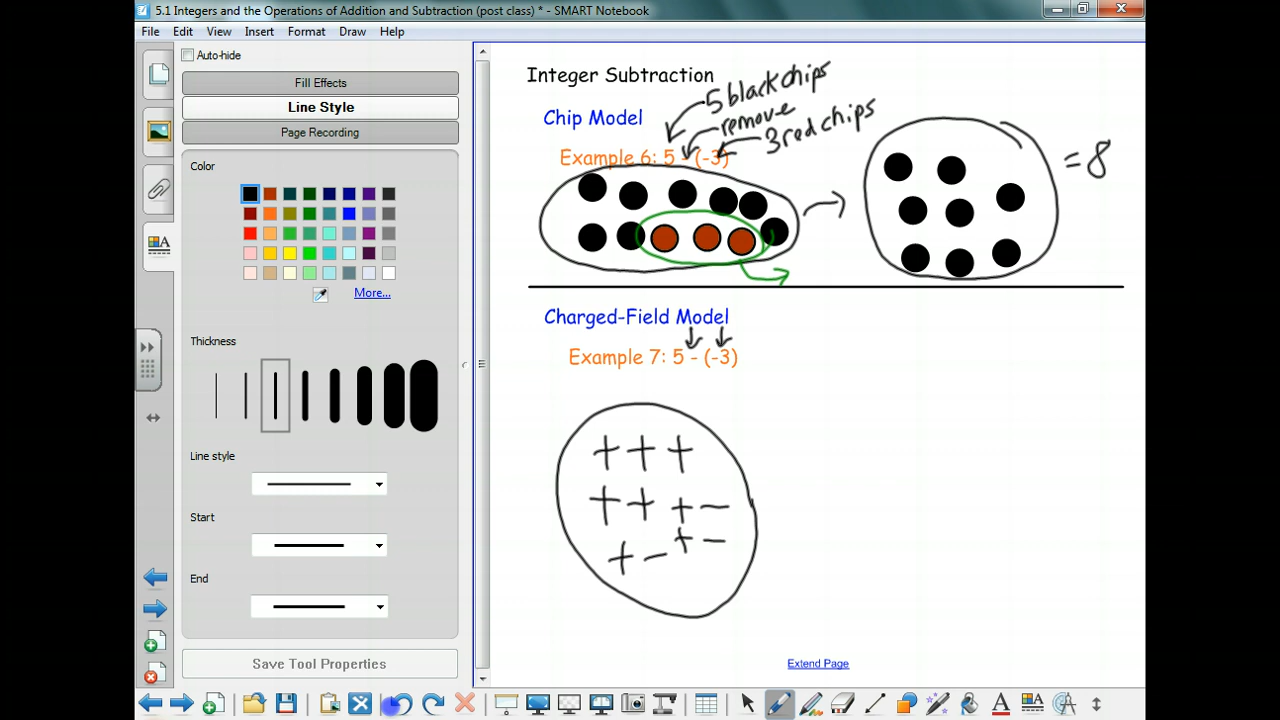 5.1 Integers and the Operations of Addition and Subtraction (post class) * - SMART Notebook
File Edit View Insert Format Draw Help
Auto-hide
Fill Effects
Line Style
Page Recording
Color
More...
Thickness
Line style
Start
End
Save Tool Properties
Integer Subtraction
5 black chips
Chip Model
remove
3 red chips
Example 6: 5 - (-3)
= 8
Charged-Field Model
Example 7: 5 - (-3)
+ + +
+ + + −
+ −
+ −
Extend Page